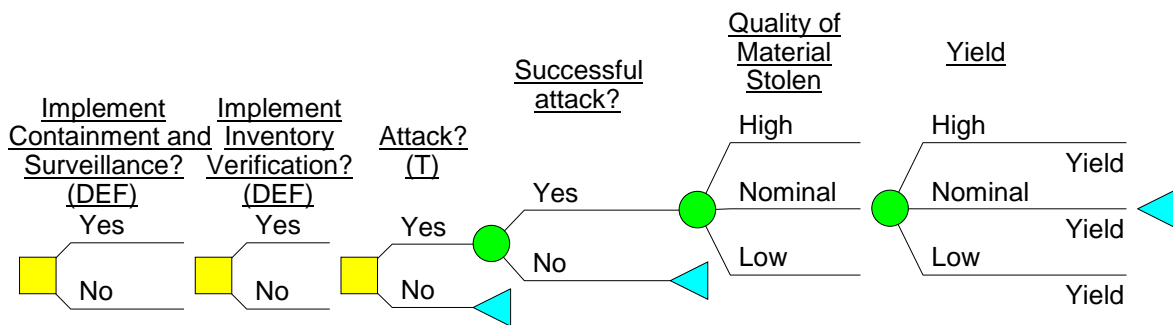 Implement
Containment and
Surveillance?
(DEF)
Yes
No
Implement
Inventory
Verification?
(DEF)
Yes
No
Attack?
(T)
Yes
No
Successful
attack?
Yes
No
Quality of
Material
Stolen
High
Nominal
Low
Yield
High
Yield
Nominal
Yield
Low
Yield